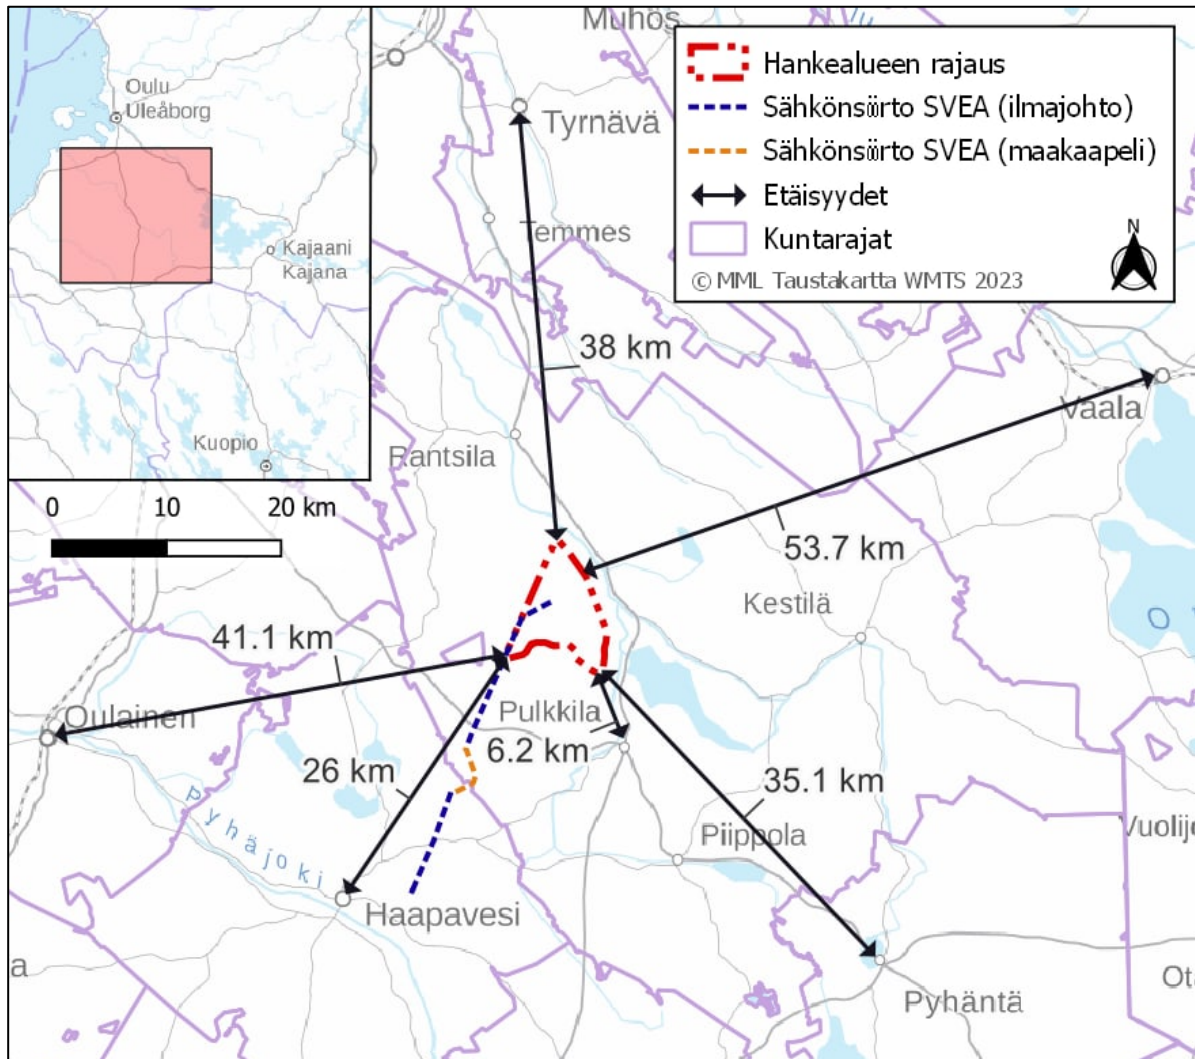 Muhos
Oulu
Uleåborg
Kajaani
Kajana
Kuopio
Hankealueen rajaus
Sähkönsiirto SVEA (ilmajohto)
Sähkönsiirto SVEA (maakaapeli)
Etäisyydet
Kuntarajat
© MML Taustakartta WMTS 2023
N
Tyrnävä
Temmes
38 km
Vaala
Rantsila
0 10 20 km
53.7 km
Kestilä
O
41.1 km
Oulainen
Pulkkila
6.2 km
26 km
35.1 km
Pyhäjoki
Piippola
Vuolij
Haapavesi
a
Ot
Pyhäntä